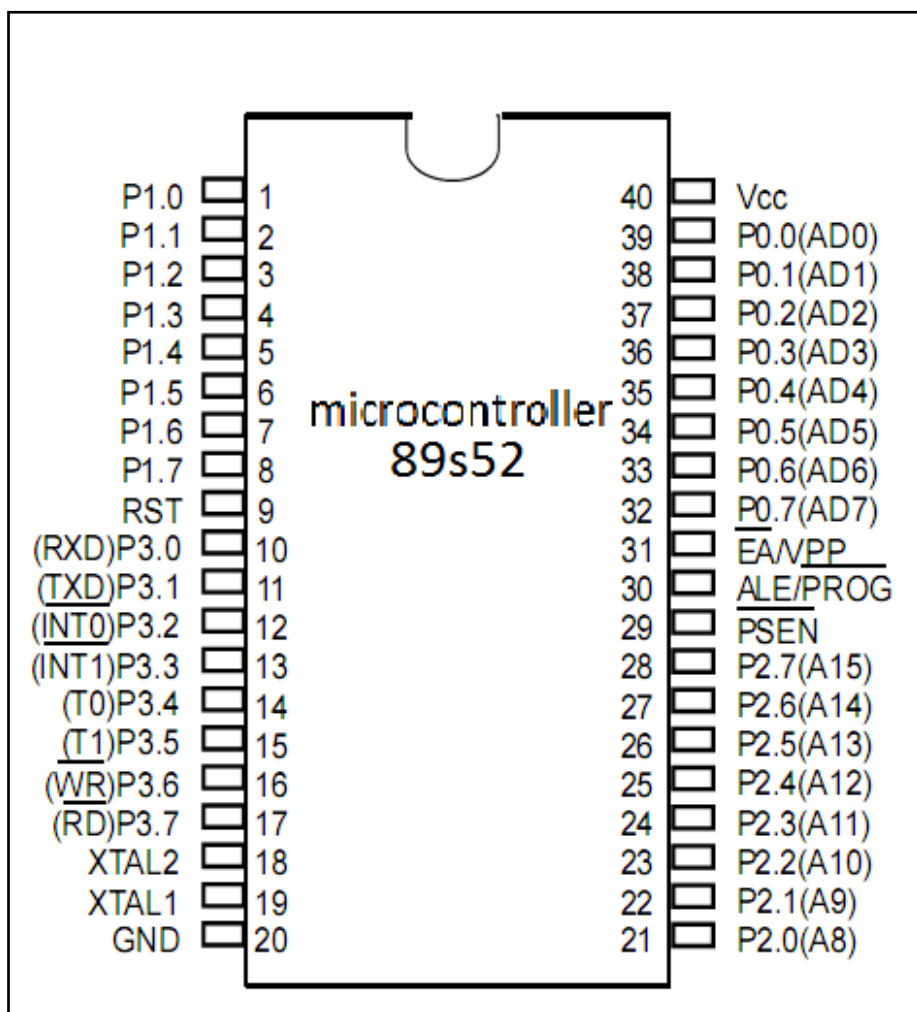 P1.0 1 40 Vcc
P1.1 2 39 P0.0(AD0)
P1.2 3 38 P0.1(AD1)
P1.3 4 37 P0.2(AD2)
P1.4 5 36 P0.3(AD3)
P1.5 6 35 P0.4(AD4)
microcontroller
P1.6 7 34 P0.5(AD5)
89s52
P1.7 8 33 P0.6(AD6)
RST 9 32 P0.7(AD7)
(RXD)P3.0 10 31 EA/VPP
(TXD)P3.1 11 30 ALE/PROG
(INT0)P3.2 12 29 PSEN
(INT1)P3.3 13 28 P2.7(A15)
(T0)P3.4 14 27 P2.6(A14)
(T1)P3.5 15 26 P2.5(A13)
(WR)P3.6 16 25 P2.4(A12)
(RD)P3.7 17 24 P2.3(A11)
XTAL2 18 23 P2.2(A10)
XTAL1 19 22 P2.1(A9)
GND 20 21 P2.0(A8)